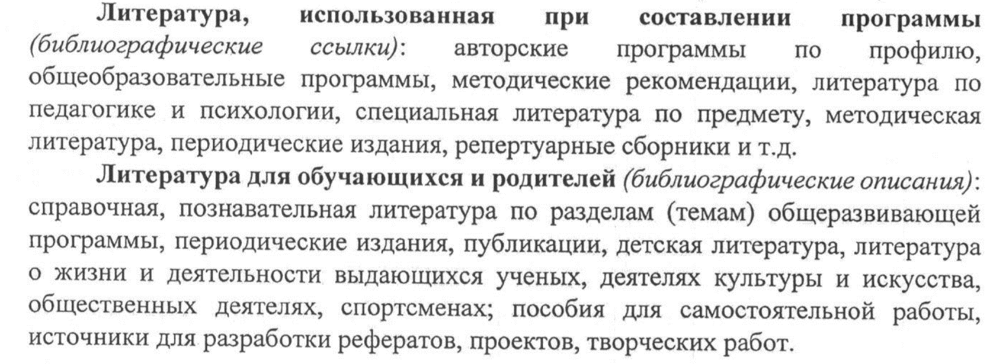 Литература, использованная при составлении программы
(библиографические ссылки): авторские программы по профилю,
общеобразовательные программы, методические рекомендации, литература по
педагогике и психологии, специальная литература по предмету, методическая
литература, периодические издания, репертуарные сборники и т.д.
Литература для обучающихся и родителей (библиографические описания):
справочная, познавательная литература по разделам (темам) общеразвивающей
программы, периодические издания, публикации, детская литература, литература
о жизни и деятельности выдающихся ученых, деятелях культуры и искусства,
общественных деятелях, спортсменах; пособия для самостоятельной работы,
источники для разработки рефератов, проектов, творческих работ.